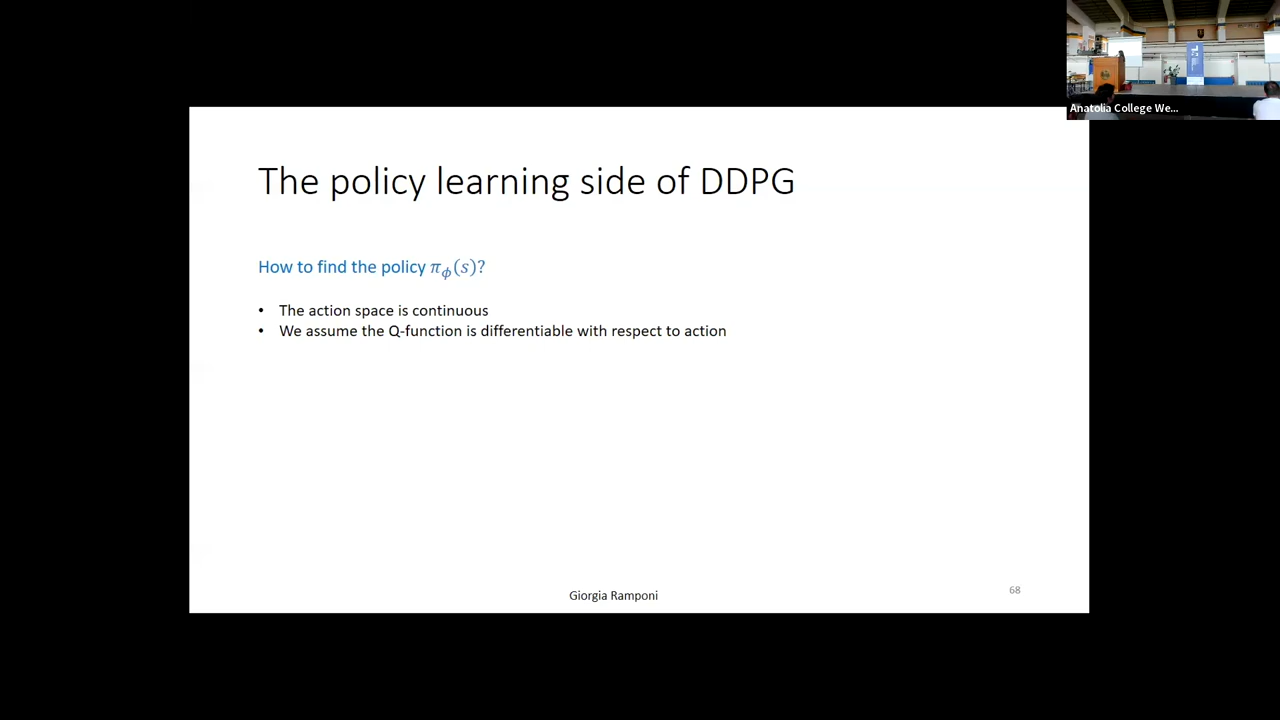 Anatolia College We...
The policy learning side of DDPG
How to find the policy π_ϕ(s)?
• The action space is continuous
• We assume the Q-function is differentiable with respect to action
Giorgia Ramponi
68